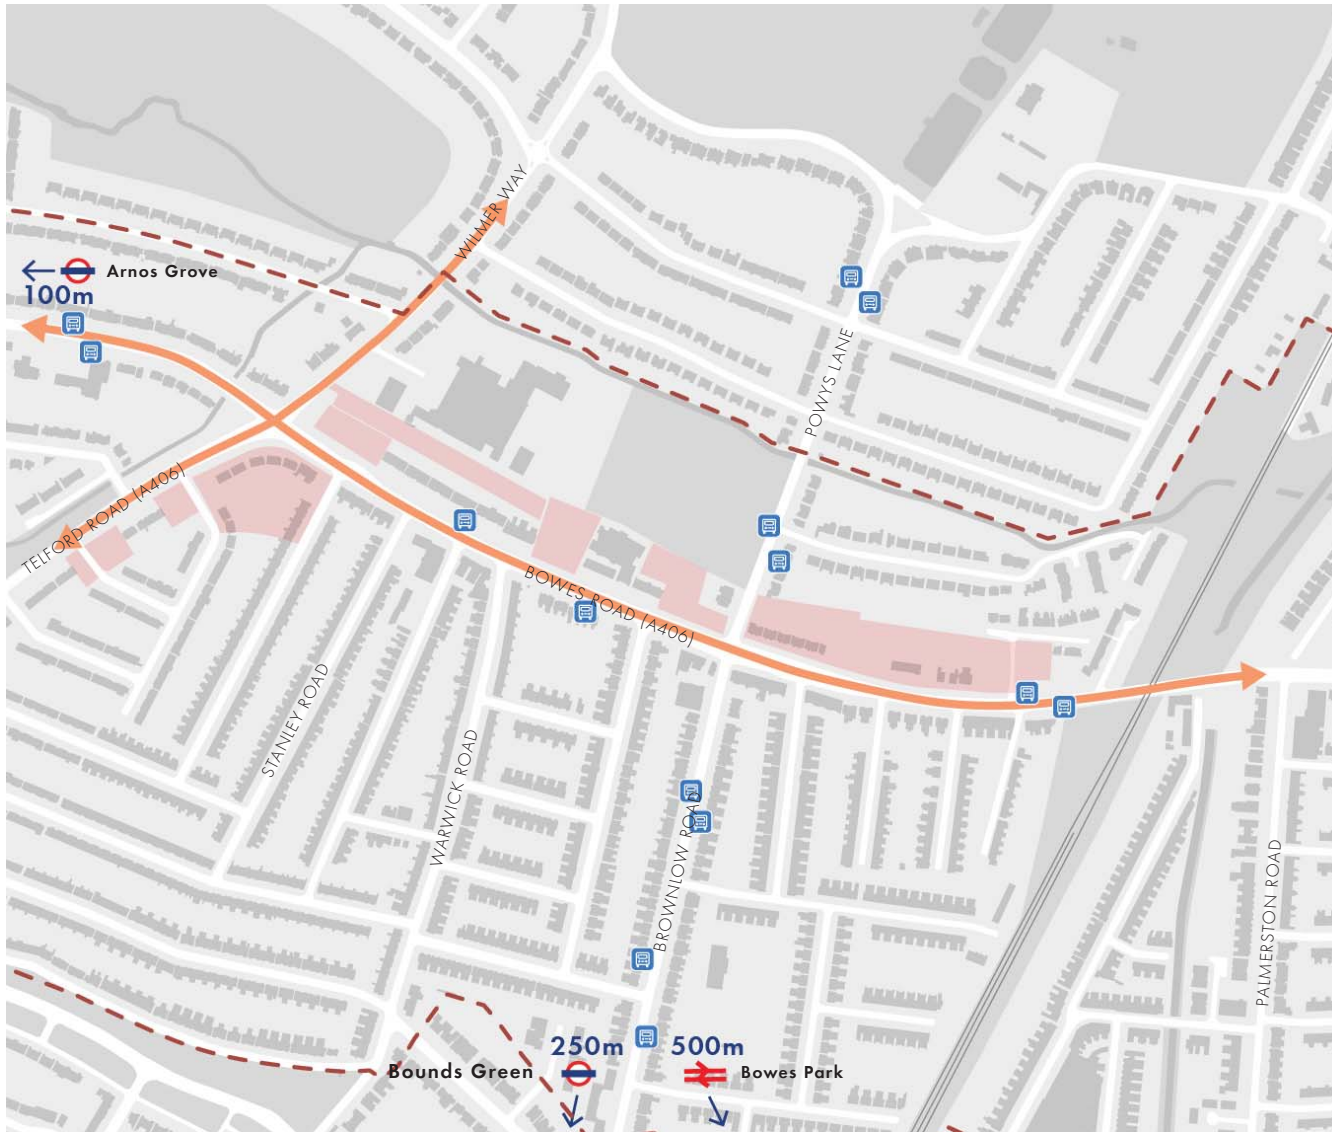 WILMER WAY
Arnos Grove
100m
POWYS LANE
TELFORD ROAD (A406)
BOWES ROAD (A406)
STANLEY ROAD
WARWICK ROAD
BROWNLOW ROAD
PALMERSTON ROAD
250m
500m
Bounds Green
Bowes Park